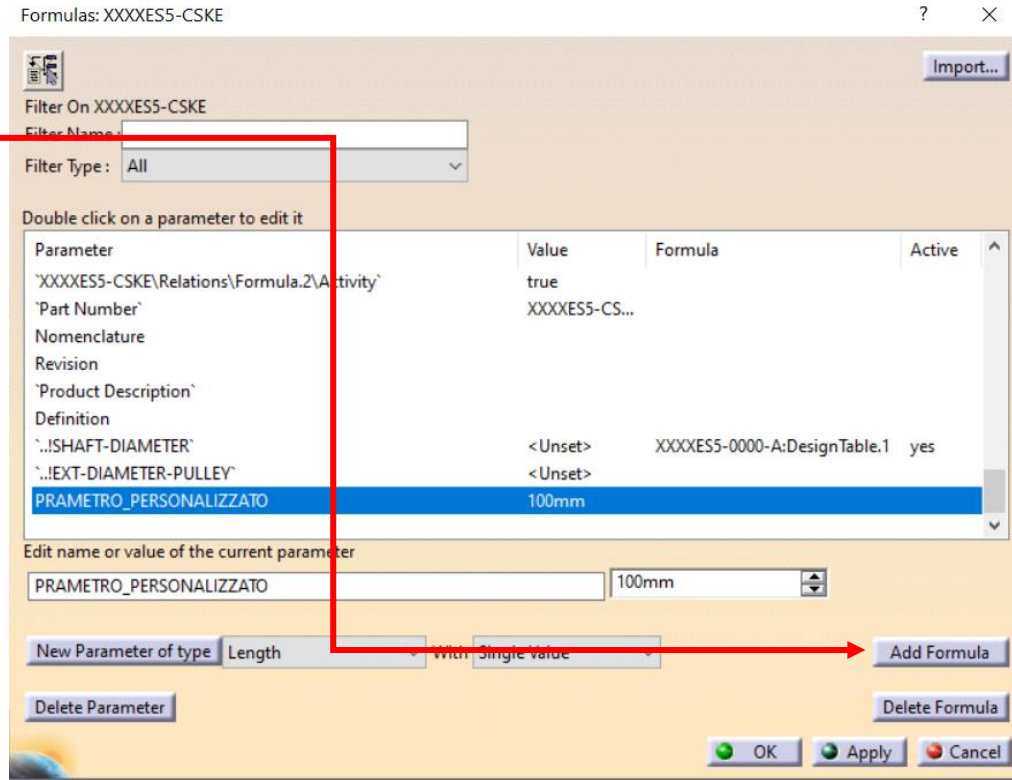 Formulas: XXXXES5-CSKE ? ×
Import...
Filter On XXXXES5-CSKE
Filter Name :
Filter Type : All
Double click on a parameter to edit it
Parameter Value Formula Active
`XXXXES5-CSKE\Relations\Formula.2\Activity` true
`Part Number` XXXXES5-CS...
Nomenclature
Revision
`Product Description`
Definition
`..!SHAFT-DIAMETER` <Unset> XXXXES5-0000-A:DesignTable.1 yes
`..!EXT-DIAMETER-PULLEY` <Unset>
PRAMETRO_PERSONALIZZATO 100mm
Edit name or value of the current parameter
PRAMETRO_PERSONALIZZATO 100mm
New Parameter of type Length With Single Value Add Formula
Delete Parameter Delete Formula
OK Apply Cancel